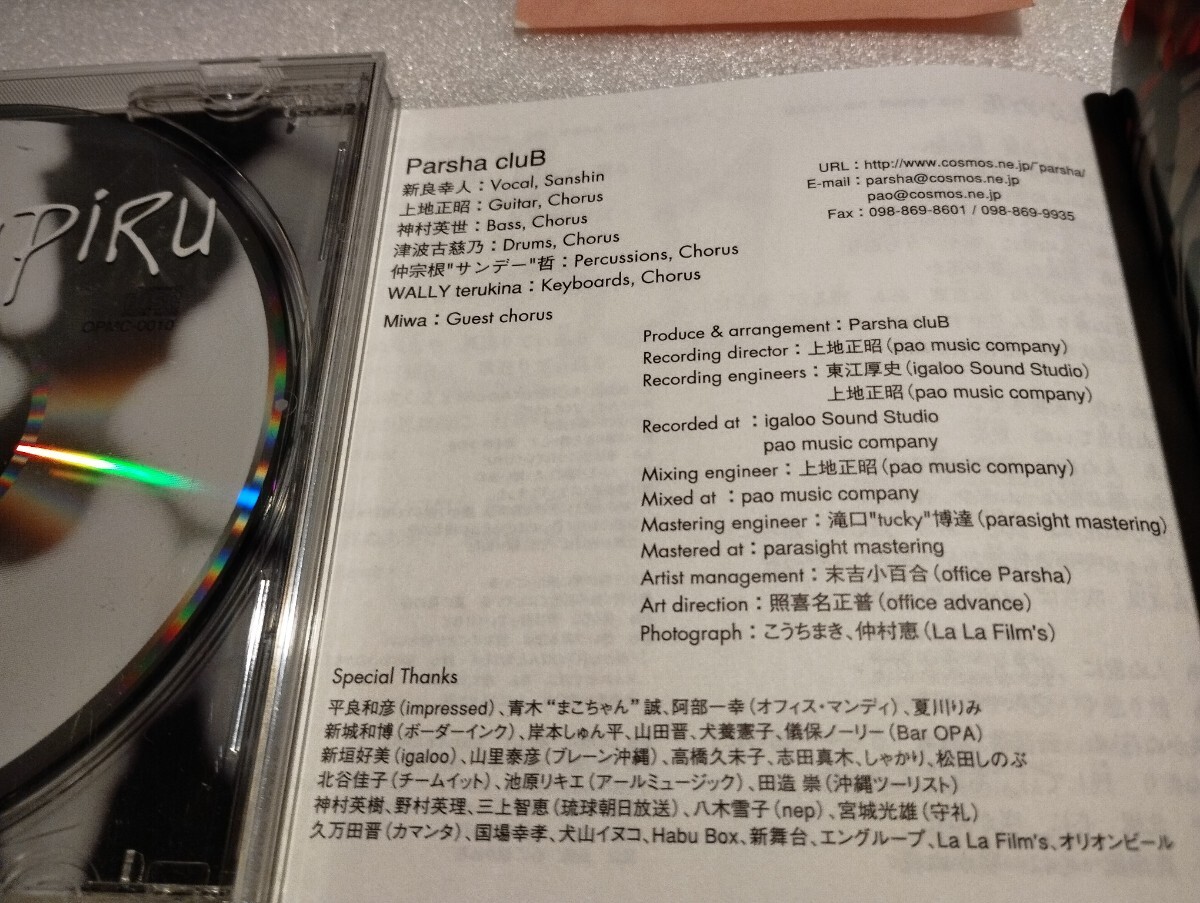 piRu
OPMC-0010
Parsha cluB
新良幸人：Vocal, Sanshin
上地正昭：Guitar, Chorus
神村英世：Bass, Chorus
津波古慈乃：Drums, Chorus
仲宗根"サンデー"哲：Percussions, Chorus
WALLY terukina：Keyboards, Chorus
Miwa：Guest chorus
URL：http://www.cosmos.ne.jp/~parsha/
E-mail：parsha@cosmos.ne.jp
pao@cosmos.ne.jp
Fax：098-869-8601 / 098-869-9935
Produce & arrangement：Parsha cluB
Recording director：上地正昭（pao music company）
Recording engineers：東江厚史（igaloo Sound Studio）
上地正昭（pao music company）
Recorded at：igaloo Sound Studio
pao music company
Mixing engineer：上地正昭（pao music company）
Mixed at：pao music company
Mastering engineer：滝口"tucky"博達（parasight mastering）
Mastered at：parasight mastering
Artist management：末吉小百合（office Parsha）
Art direction：照喜名正普（office advance）
Photograph：こうちまき、仲村恵（La La Film's）
Special Thanks
平良和彦（impressed）、青木“まこちゃん”誠、阿部一幸（オフィス・マンディ）、夏川りみ
新城和博（ボーダーインク）、岸本しゅん平、山田晋、犬養憲子、儀保ノーリー（Bar OPA）
新垣好美（igaloo）、山里泰彦（ブレーン沖縄）、高橋久未子、志田真木、しゃかり、松田しのぶ
北谷佳子（チームイット）、池原リキエ（アールミュージック）、田造 崇（沖縄ツーリスト）
神村英樹、野村英理、三上智恵（琉球朝日放送）、八木雪子（nep）、宮城光雄（守礼）
久万田晋（カマンタ）、国場幸孝、犬山イヌコ、Habu Box、新舞台、エングループ、La La Film's、オリオンビール